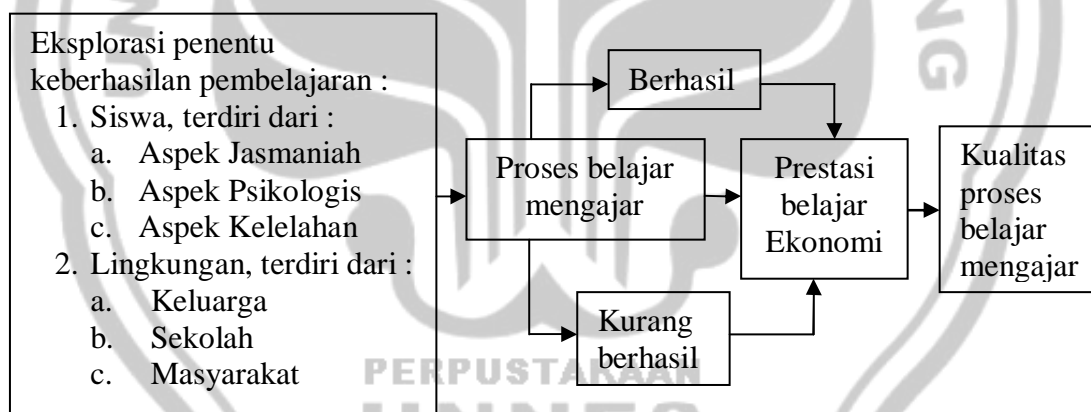 Eksplorasi penentu
keberhasilan pembelajaran :
1. Siswa, terdiri dari :
a. Aspek Jasmaniah
b. Aspek Psikologis
c. Aspek Kelelahan
2. Lingkungan, terdiri dari :
a. Keluarga
b. Sekolah
c. Masyarakat
Proses belajar
mengajar
Berhasil
Kurang
berhasil
Prestasi
belajar
Ekonomi
Kualitas
proses
belajar
mengajar
PERPUSTAKAAN
UNNES